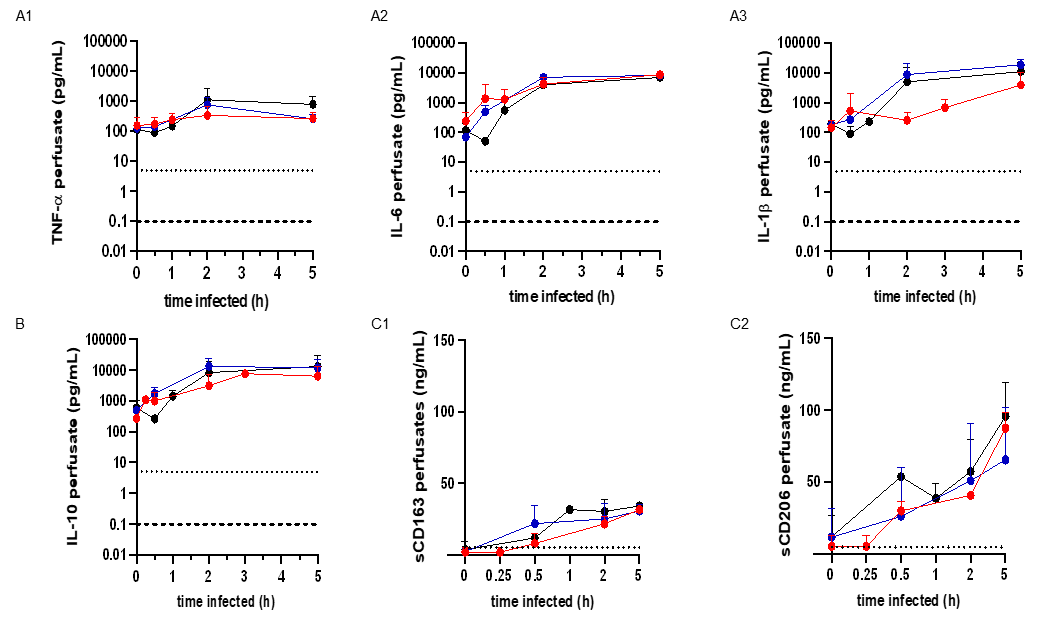 A1
A2
A3
TNF-α perfusate (pg/mL)
100000
10000
1000
100
10
1
0.1
0.01
0 1 2 3 4 5
time infected (h)
IL-6 perfusate (pg/mL)
100000
10000
1000
100
10
1
0.1
0.01
0 1 2 3 4 5
time infected (h)
IL-1β perfusate (pg/mL)
100000
10000
1000
100
10
1
0.1
0.01
0 1 2 3 4 5
time infected (h)
B
C1
C2
IL-10 perfusate (pg/mL)
100000
10000
1000
100
10
1
0.1
0.01
0 1 2 3 4 5
time infected (h)
sCD163 perfusates (ng/mL)
150
100
50
0 0.25 0.5 1 2 5
time infected (h)
sCD206 perfusate (ng/mL)
150
100
50
0 0.25 0.5 1 2 5
time infected (h)